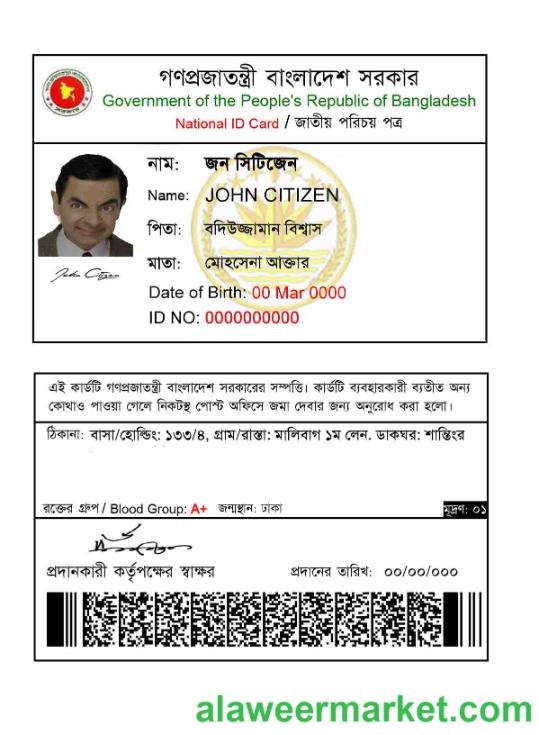 গণপ্রজাতন্ত্রী বাংলাদেশ সরকার
Government of the People's Republic of Bangladesh
National ID Card / জাতীয় পরিচয় পত্র
নাম: জন সিটিজেন
Name: JOHN CITIZEN
পিতা: বদিউজ্জামান বিশ্বাস
মাতা: মোহসেনা আক্তার
John Citizen
Date of Birth: 00 Mar 0000
ID NO: 0000000000
এই কার্ডটি গণপ্রজাতন্ত্রী বাংলাদেশ সরকারের সম্পত্তি। কার্ডটি ব্যবহারকারী ব্যতীত অন্য
কোথাও পাওয়া গেলে নিকটস্থ পোস্ট অফিসে জমা দেবার জন্য অনুরোধ করা হলো।
ঠিকানা: বাসা/হোল্ডিং: ১৩৩/৪, গ্রাম/রাস্তা: মালিবাগ ১ম লেন. ডাকঘর: শান্তিংর
রক্তের গ্রুপ / Blood Group: A+ জন্মস্থান: ঢাকা
মুদ্রণ: ০১
প্রদানকারী কর্তৃপক্ষের স্বাক্ষর
প্রদানের তারিখ: ০০/০০/০০০
alaweermarket.com